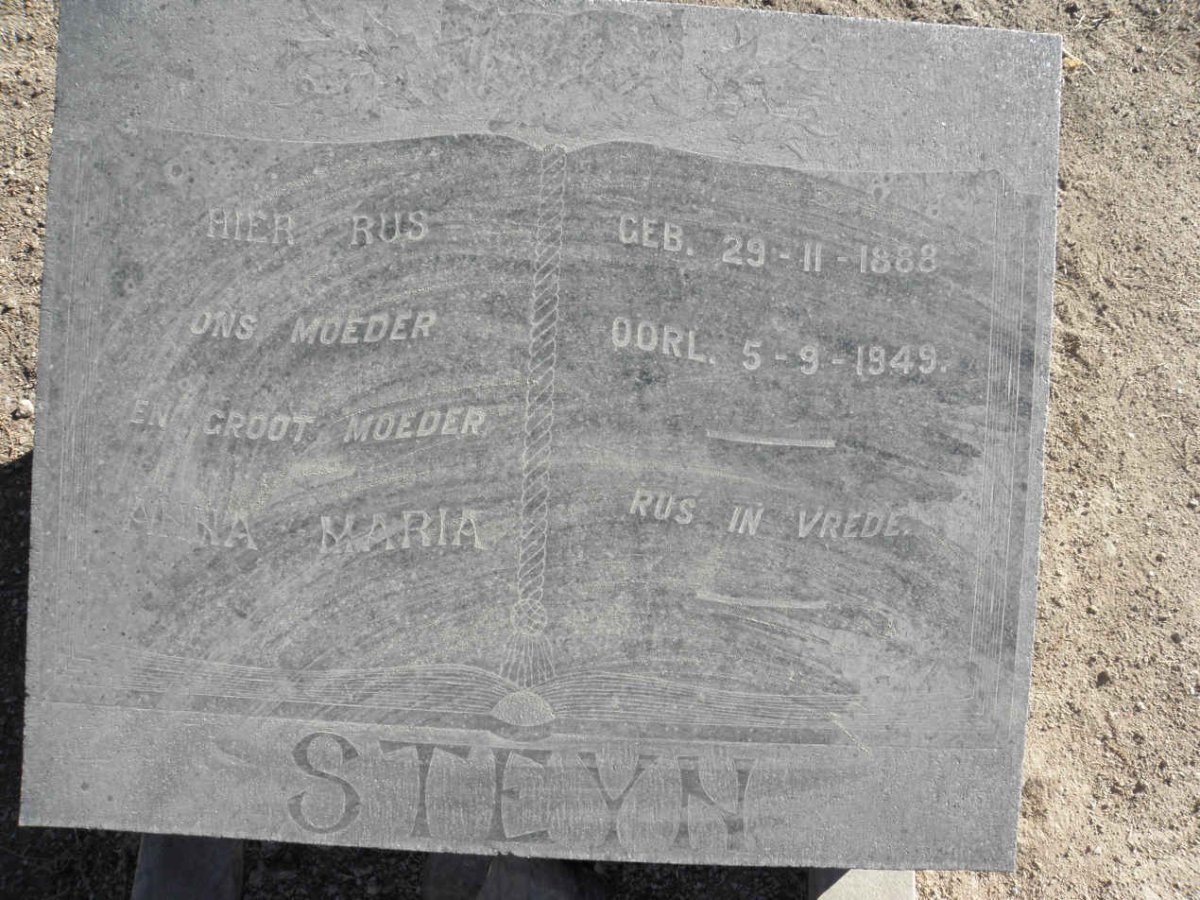 HIER RUS
ONS MOEDER
EN GROOT MOEDER
ANNA MARIA
GEB. 29-11-1888
OORL. 5-9-1949.
RUS IN VREDE.
STEYN